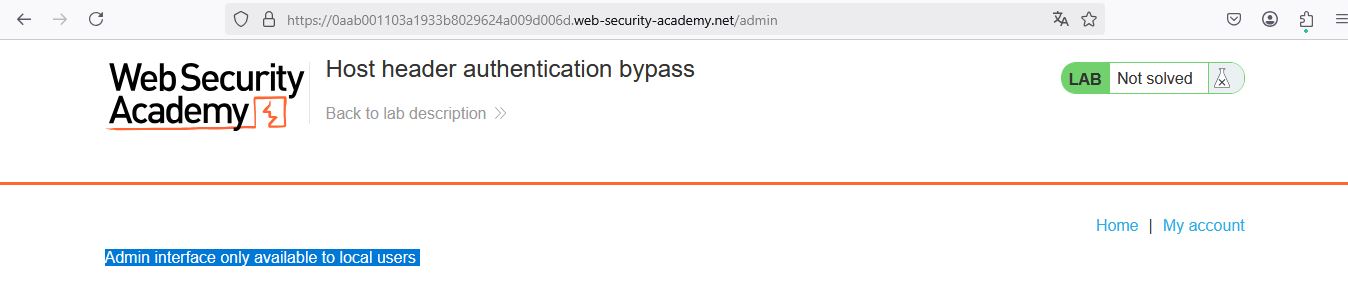 https://0aab001103a1933b8029624a009d006d.web-security-academy.net/admin
Web Security
Academy
Host header authentication bypass
Back to lab description
LAB Not solved
Home | My account
Admin interface only available to local users